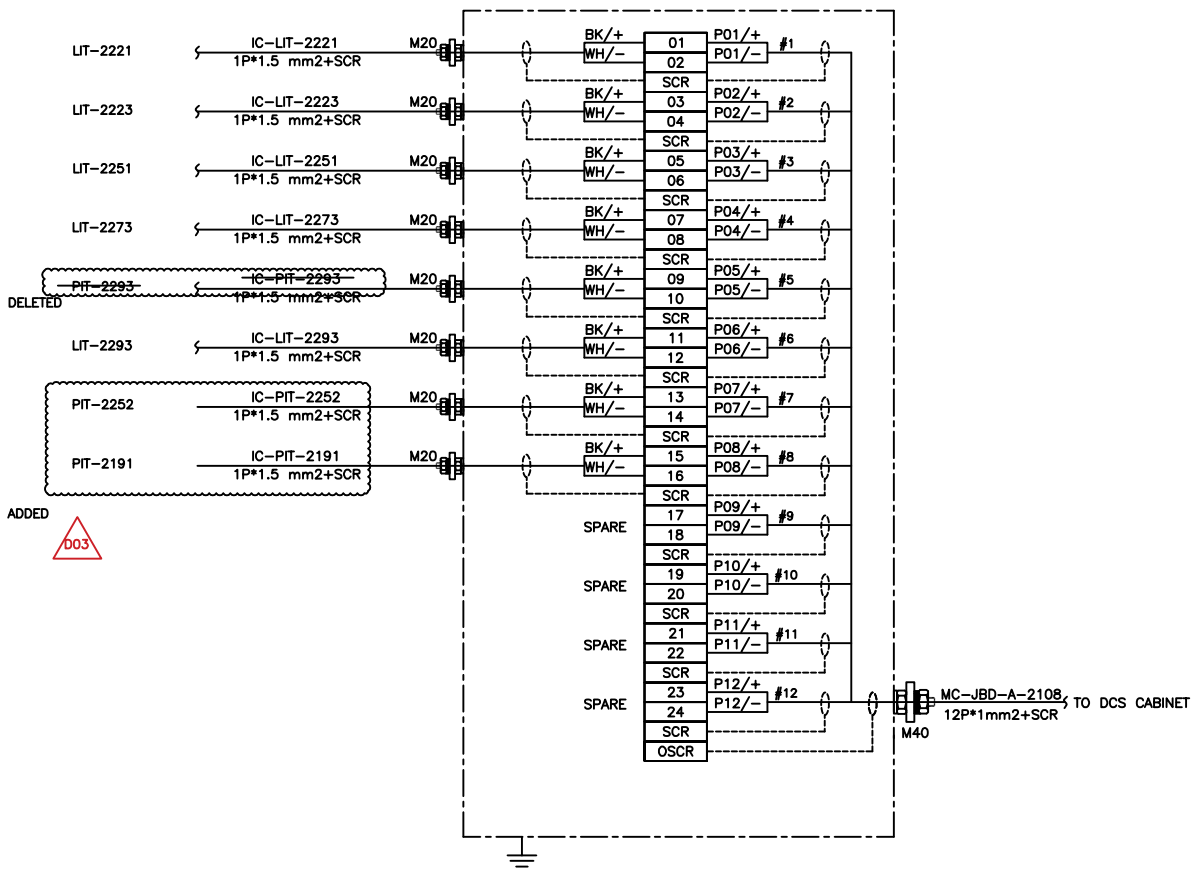 LIT-2221 IC-LIT-2221 M20 BK/+ 01 P01/+ #1
1P*1.5 mm2+SCR WH/- 02 P01/-
SCR
LIT-2223 IC-LIT-2223 M20 BK/+ 03 P02/+ #2
1P*1.5 mm2+SCR WH/- 04 P02/-
SCR
LIT-2251 IC-LIT-2251 M20 BK/+ 05 P03/+ #3
1P*1.5 mm2+SCR WH/- 06 P03/-
SCR
LIT-2273 IC-LIT-2273 M20 BK/+ 07 P04/+ #4
1P*1.5 mm2+SCR WH/- 08 P04/-
SCR
PIT-2293 IC-PIT-2293 M20 BK/+ 09 P05/+ #5
DELETED 1P*1.5 mm2+SCR WH/- 10 P05/-
SCR
LIT-2293 IC-LIT-2293 M20 BK/+ 11 P06/+ #6
1P*1.5 mm2+SCR WH/- 12 P06/-
SCR
PIT-2252 IC-PIT-2252 M20 BK/+ 13 P07/+ #7
1P*1.5 mm2+SCR WH/- 14 P07/-
SCR
PIT-2191 IC-PIT-2191 M20 BK/+ 15 P08/+ #8
1P*1.5 mm2+SCR WH/- 16 P08/-
SCR
ADDED
D03
SPARE 17 P09/+ #9
18 P09/-
SCR
SPARE 19 P10/+ #10
20 P10/-
SCR
SPARE 21 P11/+ #11
22 P11/-
SCR
SPARE 23 P12/+ #12
24 P12/-
SCR
OSCR
MC-JBD-A-2108 TO DCS CABINET
12P*1mm2+SCR
M40